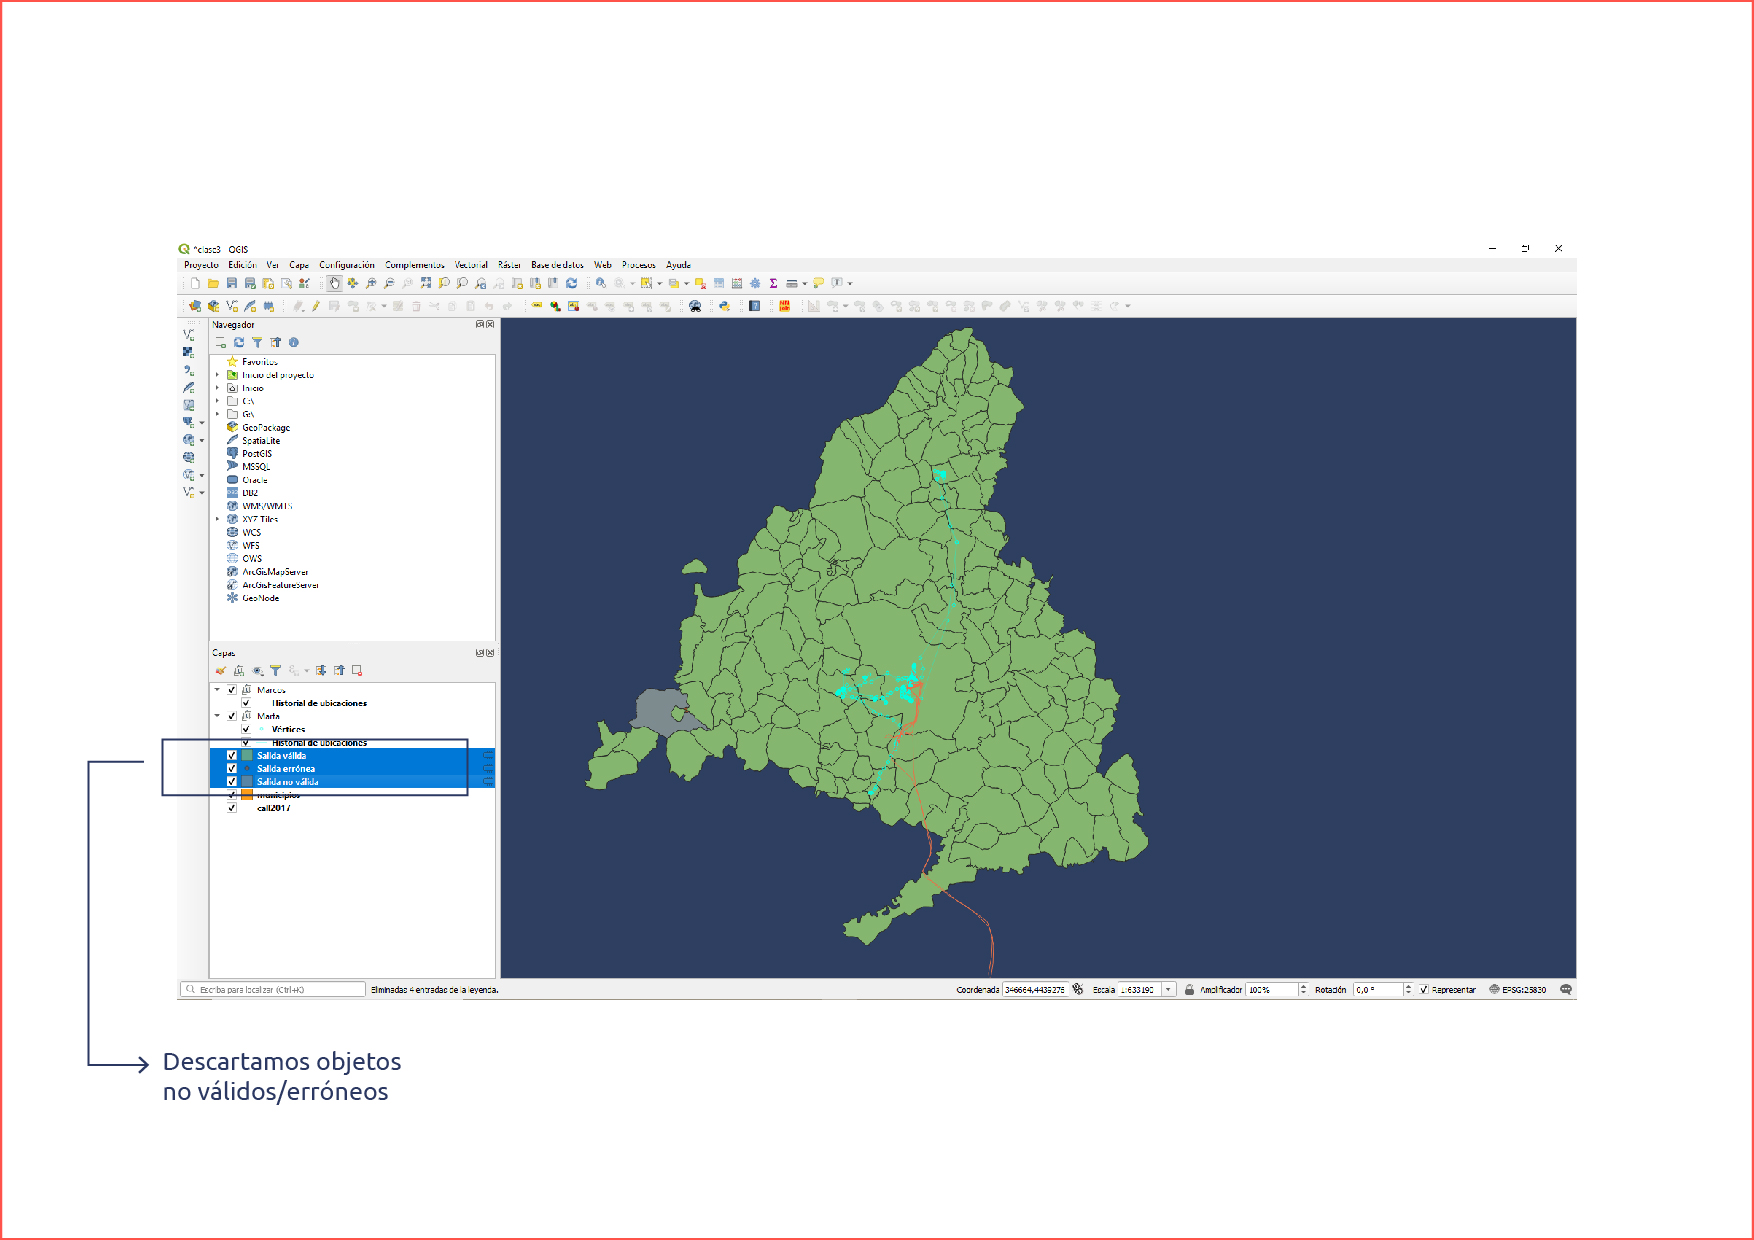 *clase3 - QGIS
Proyecto Edición Ver Capa Configuración Complementos Vectorial Ráster Base de datos Web Procesos Ayuda
Navegador
Favoritos
Inicio del proyecto
Inicio
C:\
G:\
GeoPackage
SpatiaLite
PostGIS
MSSQL
Oracle
DB2
WMS/WMTS
XYZ Tiles
WCS
WFS
OWS
ArcGisMapServer
ArcGisFeatureServer
GeoNode
Capas
Marcos
Historial de ubicaciones
Marta
Vértices
Historial de ubicaciones
Salida válida
Salida errónea
Salida no válida
municipios
call2017
Escriba para localizar (Ctrl+K) Eliminadas 4 entradas de la leyenda. Coordenada 346664,4439276 Escala 1:633190 Amplificador 100% Rotación 0,0 ° Representar EPSG:25830
Descartamos objetos
no válidos/erróneos